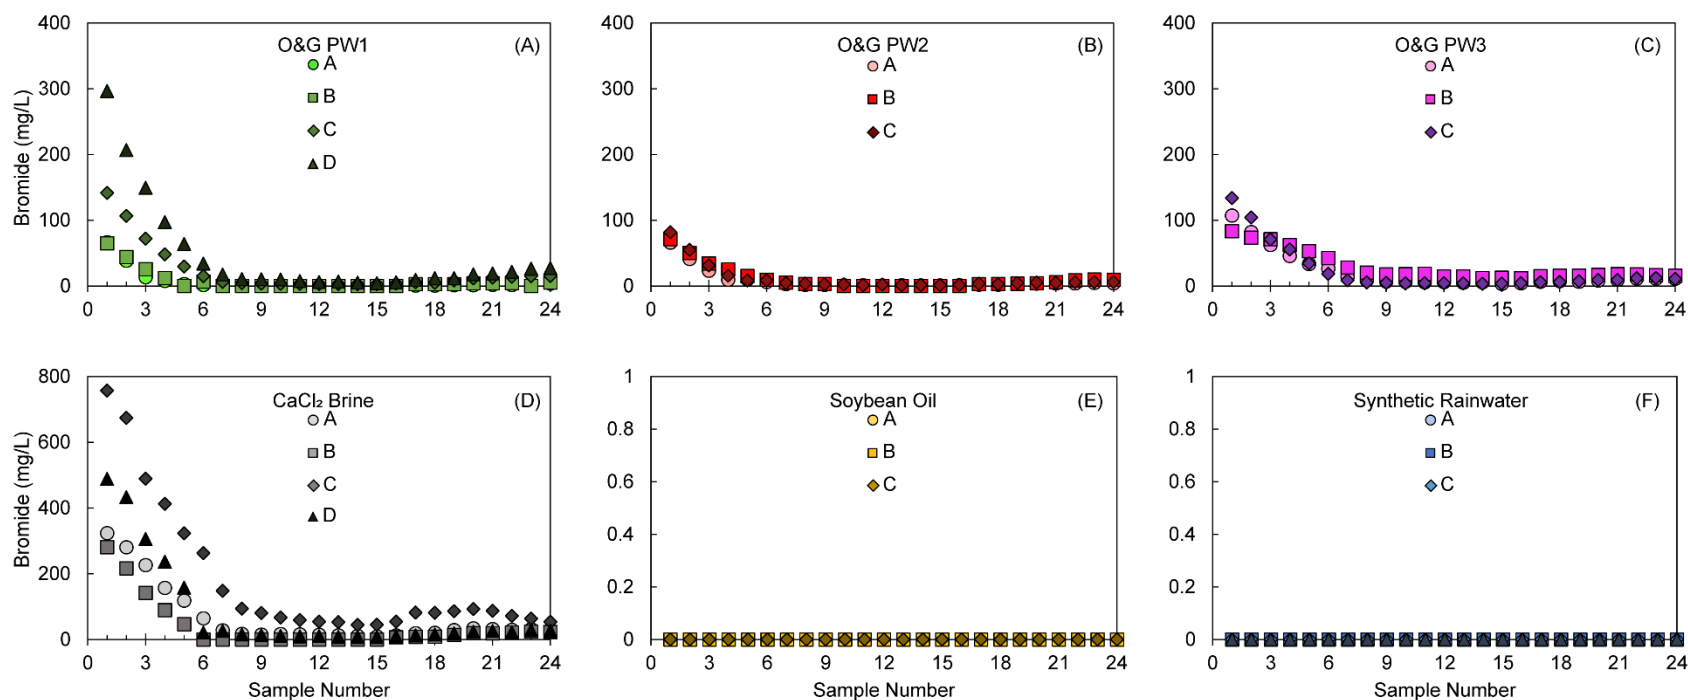 O&G PW1 (A)
A
B
C
D
Bromide (mg/L)
400
300
200
100
0
0 3 6 9 12 15 18 21 24
O&G PW2 (B)
A
B
C
400
300
200
100
0
0 3 6 9 12 15 18 21 24
O&G PW3 (C)
A
B
C
400
300
200
100
0
0 3 6 9 12 15 18 21 24
CaCl₂ Brine (D)
A
B
C
D
Bromide (mg/L)
800
600
400
200
0
0 3 6 9 12 15 18 21 24
Sample Number
Soybean Oil (E)
A
B
C
1
0.8
0.6
0.4
0.2
0
0 3 6 9 12 15 18 21 24
Sample Number
Synthetic Rainwater (F)
A
B
C
1
0.8
0.6
0.4
0.2
0
0 3 6 9 12 15 18 21 24
Sample Number